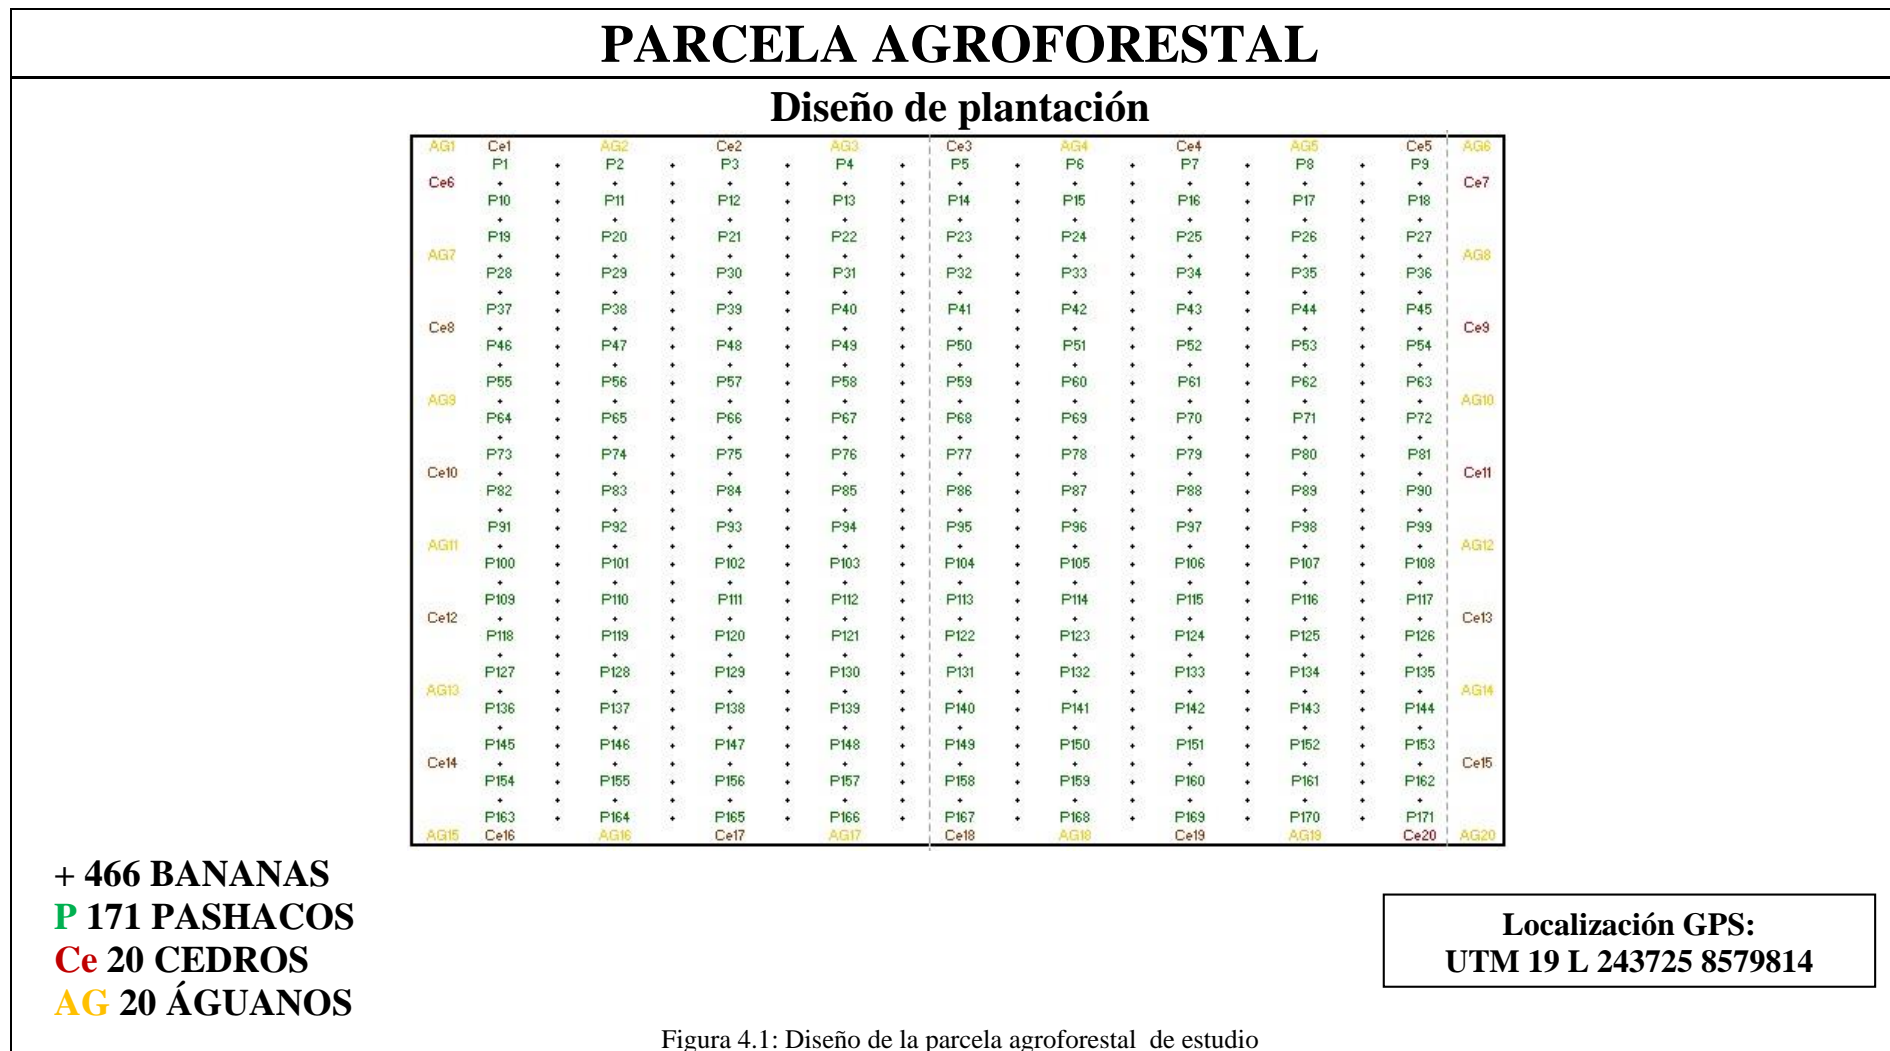 PARCELA AGROFORESTAL
Diseño de plantación
AG1 Ce1 AG2 Ce2 AG3 Ce3 AG4 Ce4 AG5 Ce5 AG6
P1 P2 P3 P4 P5 P6 P7 P8 P9
Ce6 Ce7
P10 P11 P12 P13 P14 P15 P16 P17 P18
P19 P20 P21 P22 P23 P24 P25 P26 P27
AG7 AG8
P28 P29 P30 P31 P32 P33 P34 P35 P36
P37 P38 P39 P40 P41 P42 P43 P44 P45
Ce8 Ce9
P46 P47 P48 P49 P50 P51 P52 P53 P54
P55 P56 P57 P58 P59 P60 P61 P62 P63
AG9 AG10
P64 P65 P66 P67 P68 P69 P70 P71 P72
P73 P74 P75 P76 P77 P78 P79 P80 P81
Ce10 Ce11
P82 P83 P84 P85 P86 P87 P88 P89 P90
P91 P92 P93 P94 P95 P96 P97 P98 P99
AG11 AG12
P100 P101 P102 P103 P104 P105 P106 P107 P108
P109 P110 P111 P112 P113 P114 P115 P116 P117
Ce12 Ce13
P118 P119 P120 P121 P122 P123 P124 P125 P126
P127 P128 P129 P130 P131 P132 P133 P134 P135
AG13 AG14
P136 P137 P138 P139 P140 P141 P142 P143 P144
P145 P146 P147 P148 P149 P150 P151 P152 P153
Ce14 Ce15
P154 P155 P156 P157 P158 P159 P160 P161 P162
P163 P164 P165 P166 P167 P168 P169 P170 P171
AG15 Ce16 AG16 Ce17 AG17 Ce18 AG18 Ce19 AG19 Ce20 AG20
+ 466 BANANAS
P 171 PASHACOS
Ce 20 CEDROS
AG 20 ÁGUANOS
Localización GPS:
UTM 19 L 243725 8579814
Figura 4.1: Diseño de la parcela agroforestal de estudio